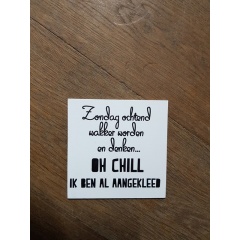 Zondag ochtend
wakker worden
en denken...
OH CHILL
IK BEN AL AANGEKLEED